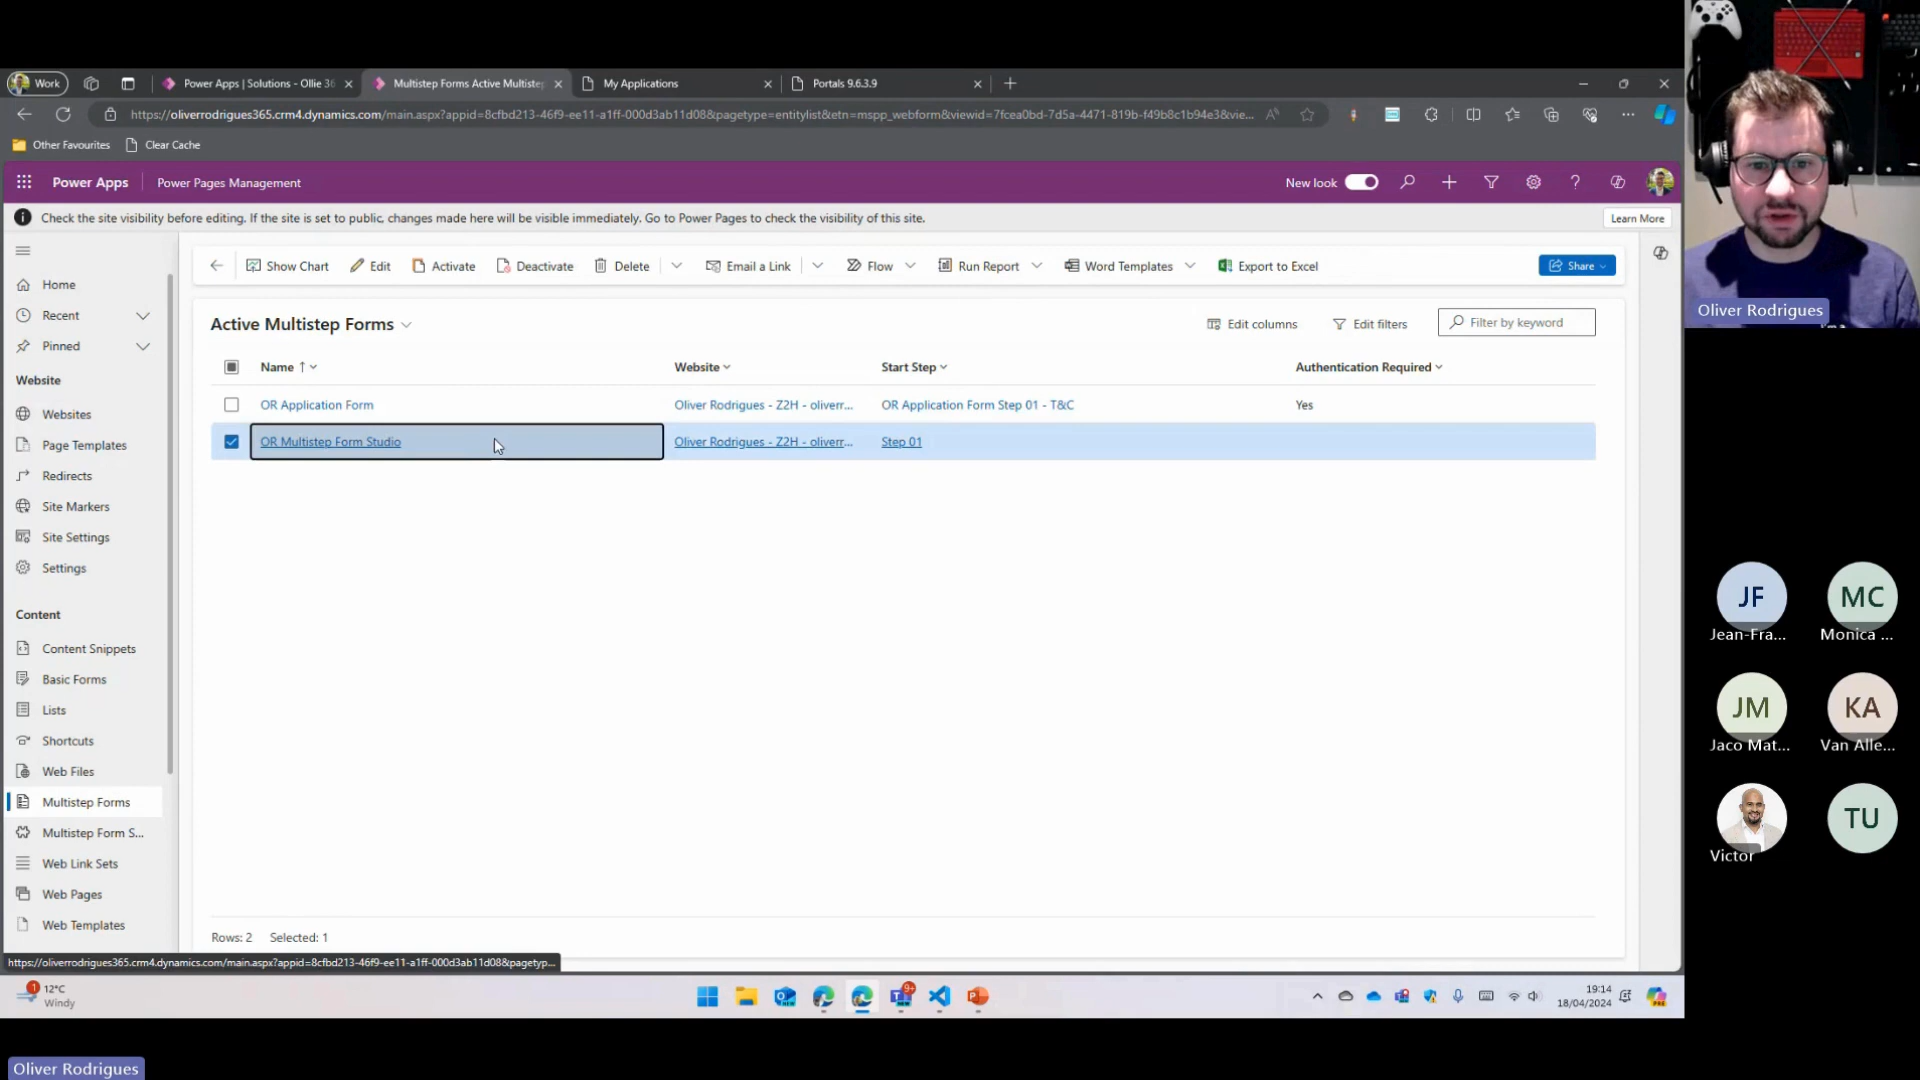 Work
Power Apps | Solutions - Ollie 36
Multistep Forms Active Multistep
My Applications
Portals 9.6.3.9
https://oliverrodrigues365.crm4.dynamics.com/main.aspx?appid=8cfbd213-46f9-ee11-a1ff-000d3ab11d08&pagetype=entitylist&etn=mspp_webform&viewid=7fcea0bd-7d5a-4471-819b-f49b8c1b94e3&vie...
Other Favourites
Clear Cache
Power Apps
Power Pages Management
New look
Check the site visibility before editing. If the site is set to public, changes made here will be visible immediately. Go to Power Pages to check the visibility of this site.
Learn More
Show Chart
Edit
Activate
Deactivate
Delete
Email a Link
Flow
Run Report
Word Templates
Export to Excel
Share
Home
Recent
Pinned
Website
Websites
Page Templates
Redirects
Site Markers
Site Settings
Settings
Content
Content Snippets
Basic Forms
Lists
Shortcuts
Web Files
Multistep Forms
Multistep Form S...
Web Link Sets
Web Pages
Web Templates
Active Multistep Forms
Edit columns
Edit filters
Filter by keyword
Name
Website
Start Step
Authentication Required
OR Application Form
Oliver Rodrigues - Z2H - oliverr...
OR Application Form Step 01 - T&C
Yes
OR Multistep Form Studio
Oliver Rodrigues - Z2H - oliverr...
Step 01
Rows: 2
Selected: 1
https://oliverrodrigues365.crm4.dynamics.com/main.aspx?appid=8cfbd213-46f9-ee11-a1ff-000d3ab11d08&pagetyp...
1
12°C
Windy
9+
19:14
18/04/2024
Oliver Rodrigues
JF
Jean-Fra...
MC
Monica ...
JM
Jaco Mat...
KA
Van Alle...
Victor
TU
Oliver Rodrigues